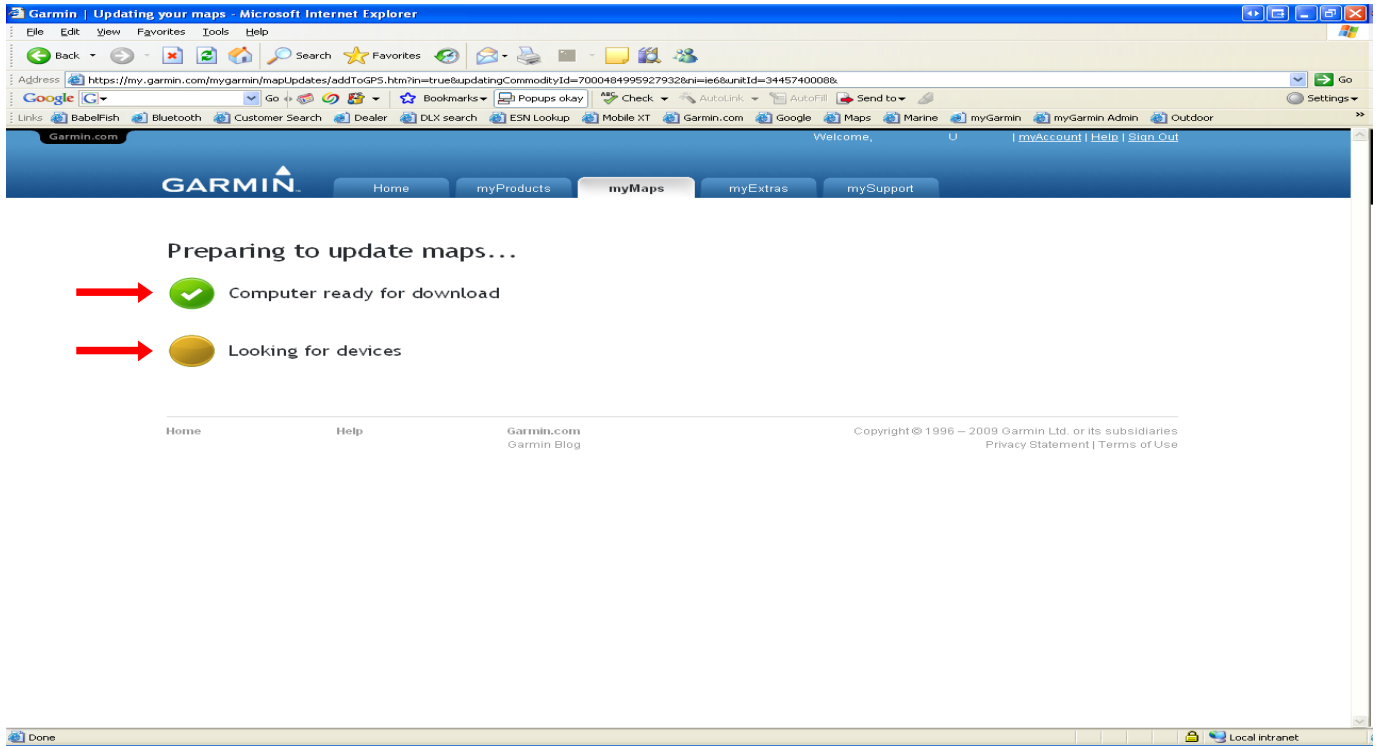 Garmin | Updating your maps - Microsoft Internet Explorer
File Edit View Favorites Tools Help
Back Search Favorites
Address https://my.garmin.com/mygarmin/mapUpdates/addToGPS.htm?in=true&updatingCommodityId=70004849959279328&ni=ie6&unitId=3445740008& Go
Google G Go Bookmarks Popups okay ABC Check AutoLink AutoFill Send to Settings
Links BabelFish Bluetooth Customer Search Dealer DLX search ESN Lookup Mobile XT Garmin.com Google Maps Marine myGarmin myGarmin Admin Outdoor »
Garmin.com Welcome, U | myAccount | Help | Sign Out
GARMIN Home myProducts myMaps myExtras mySupport
Preparing to update maps...
Computer ready for download
Looking for devices
Home Help Garmin.com Copyright © 1996 – 2009 Garmin Ltd. or its subsidiaries
Garmin Blog Privacy Statement | Terms of Use
Done Local intranet